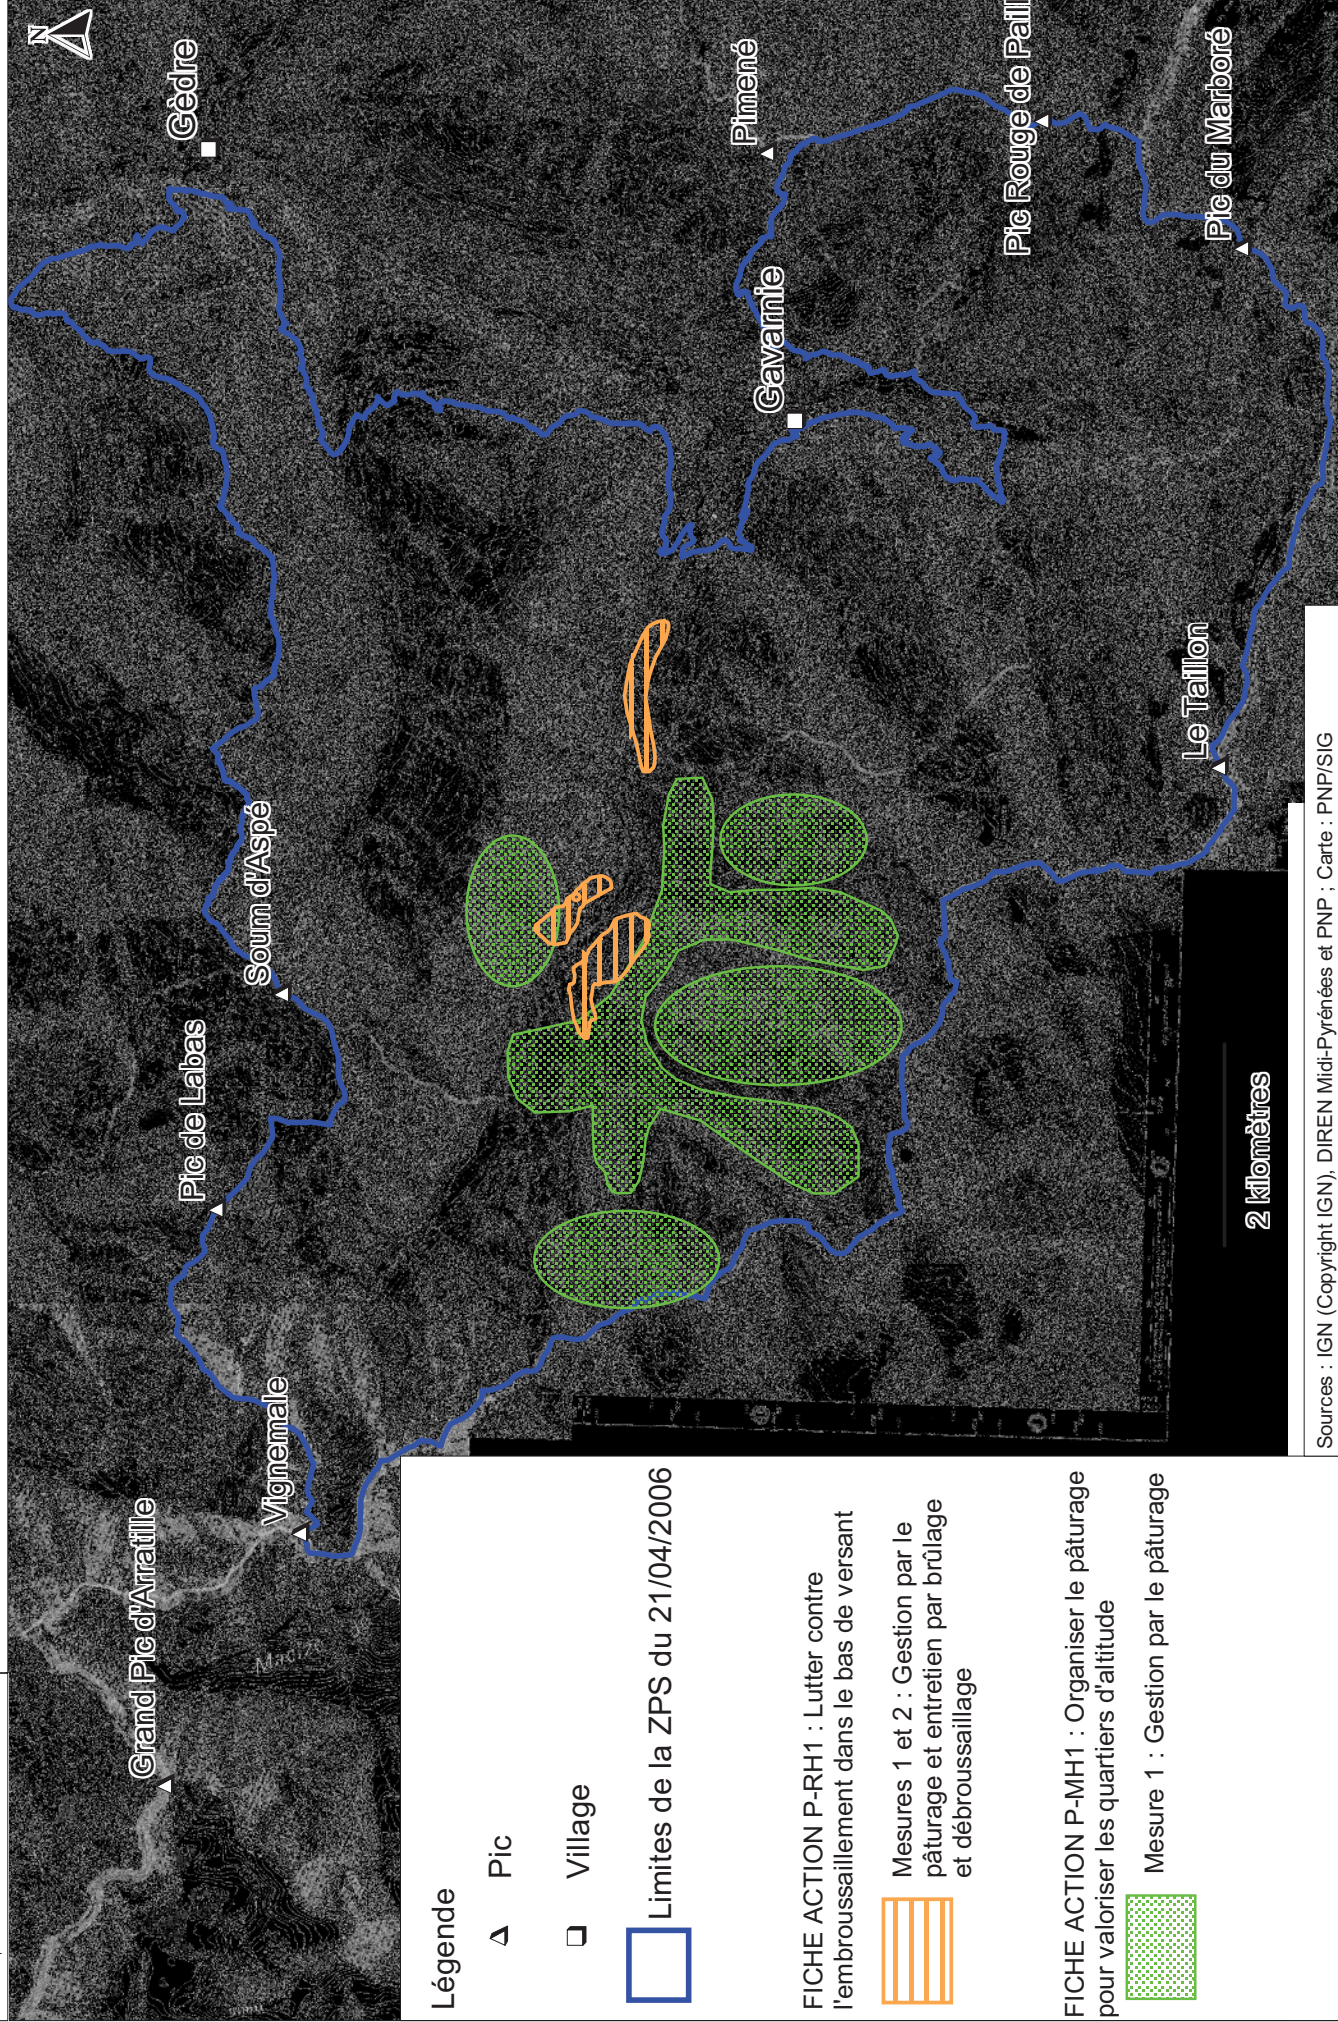 N
Gèdre
Pimené
Pic Rouge de Paill
Pic du Marboré
Gavarnie
Le Taillon
Soum d'Aspé
Pic de Labas
Vignemale
Grand Pic d'Arratille
2 kilomètres
Légende
Pic
Village
Limites de la ZPS du 21/04/2006
FICHE ACTION P-RH1 : Lutter contre
l'embroussaillement dans le bas de versant
Mesures 1 et 2 : Gestion par le
pâturage et entretien par brûlage
et débroussaillage
FICHE ACTION P-MH1 : Organiser le pâturage
pour valoriser les quartiers d'altitude
Mesure 1 : Gestion par le pâturage
Sources : IGN (Copyright IGN), DIREN Midi-Pyrénées et PNP ; Carte : PNP/SIG